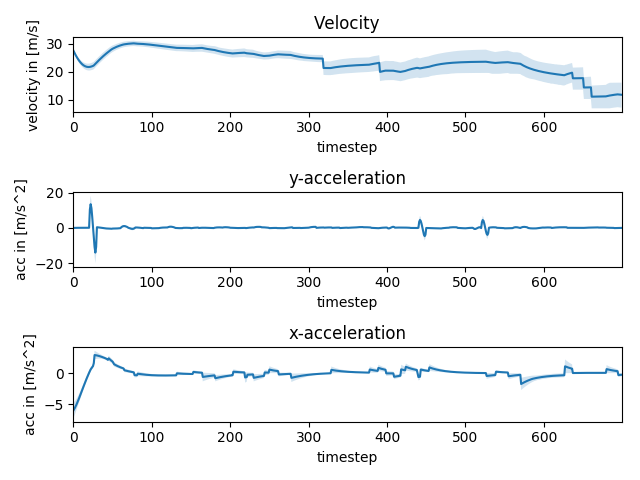 Velocity
velocity in [m/s]
30
20
10
0 100 200 300 400 500 600
timestep
y-acceleration
acc in [m/s^2]
20
0
−20
0 100 200 300 400 500 600
timestep
x-acceleration
acc in [m/s^2]
0
−5
0 100 200 300 400 500 600
timestep